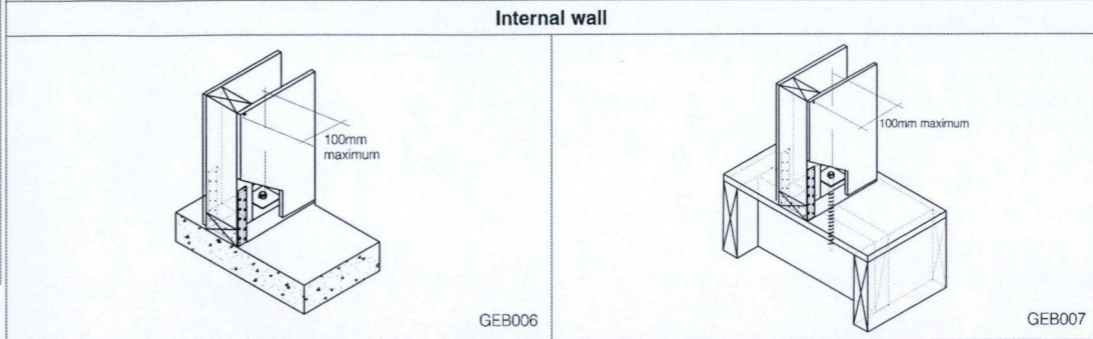 Internal wall
100mm
maximum
GEB006
100mm maximum
GEB007